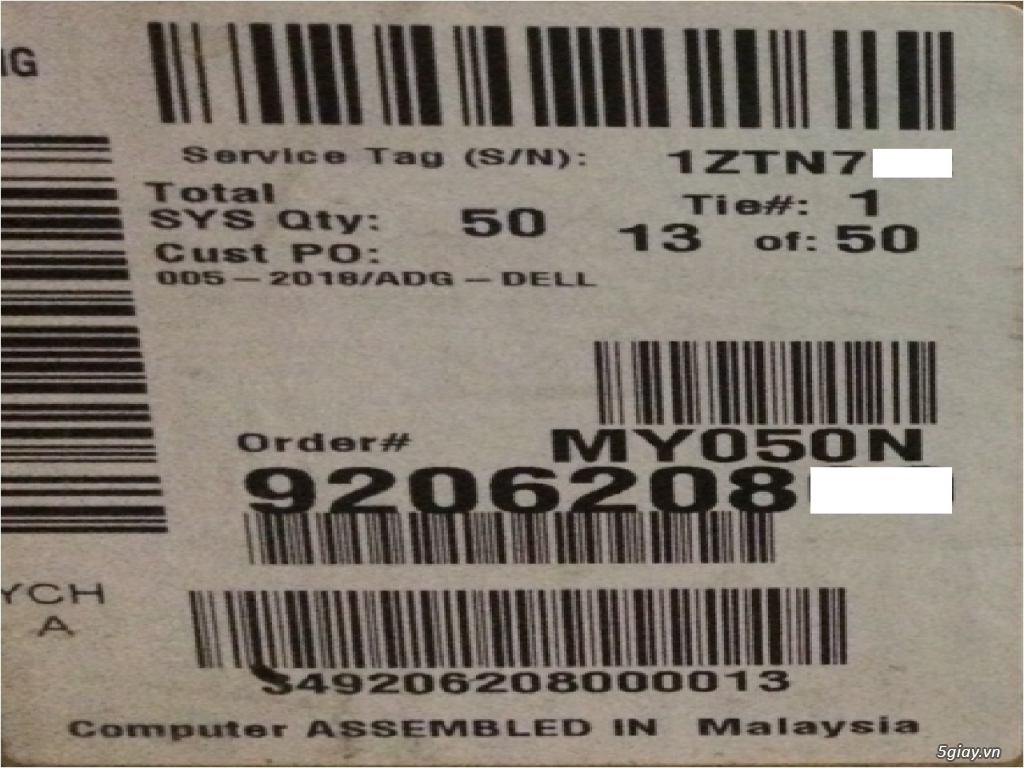 IG
Service Tag (S/N): 1ZTN7
Total
SYS Qty: 50
Tie#: 1
13 of: 50
Cust PO:
005-2018/ADG-DELL
Order# MY050N
9206208
YCH
A
349206208000013
Computer ASSEMBLED IN Malaysia
5giay.vn